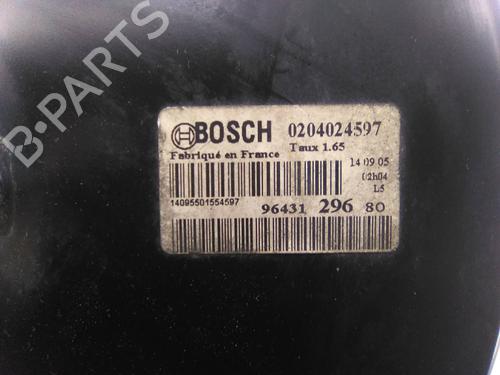 B-PARTS
BOSCH 0204024597
Fabriqué en France Taux 1.65
14 09 05
02h04
L5
14095501554597
96431 296 80